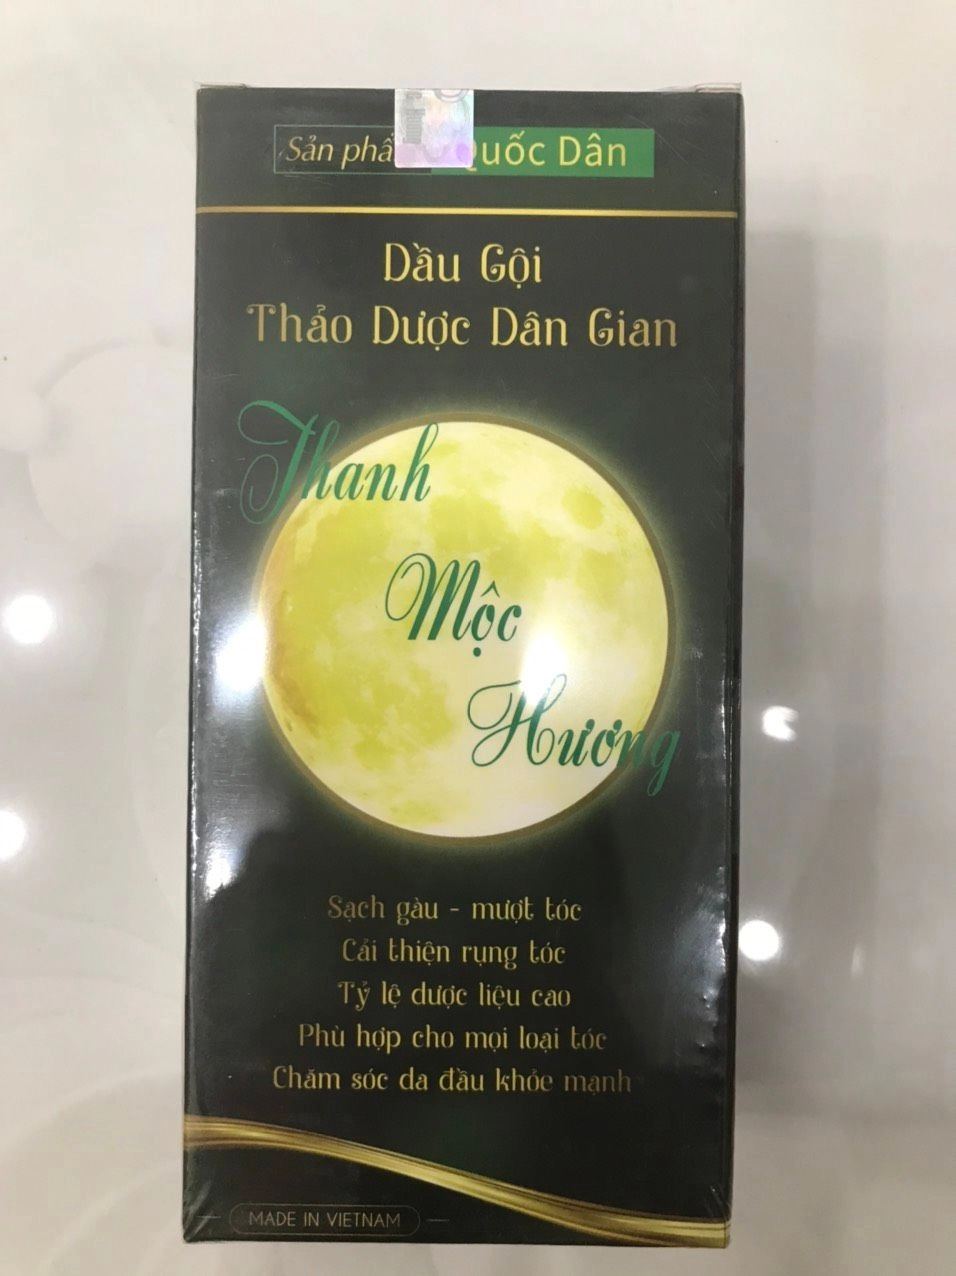 Sản Quốc Dân
Dầu Gội
Thảo Dược Dân Gian
Thanh
Mộc
Hương
Sạch gàu - mượt tóc
Cải thiện rụng tóc
Tỷ lệ dược liệu cao
Phù hợp cho mọi loại tóc
Chăm sóc da đầu khỏe mạnh
MADE IN VIETNAM